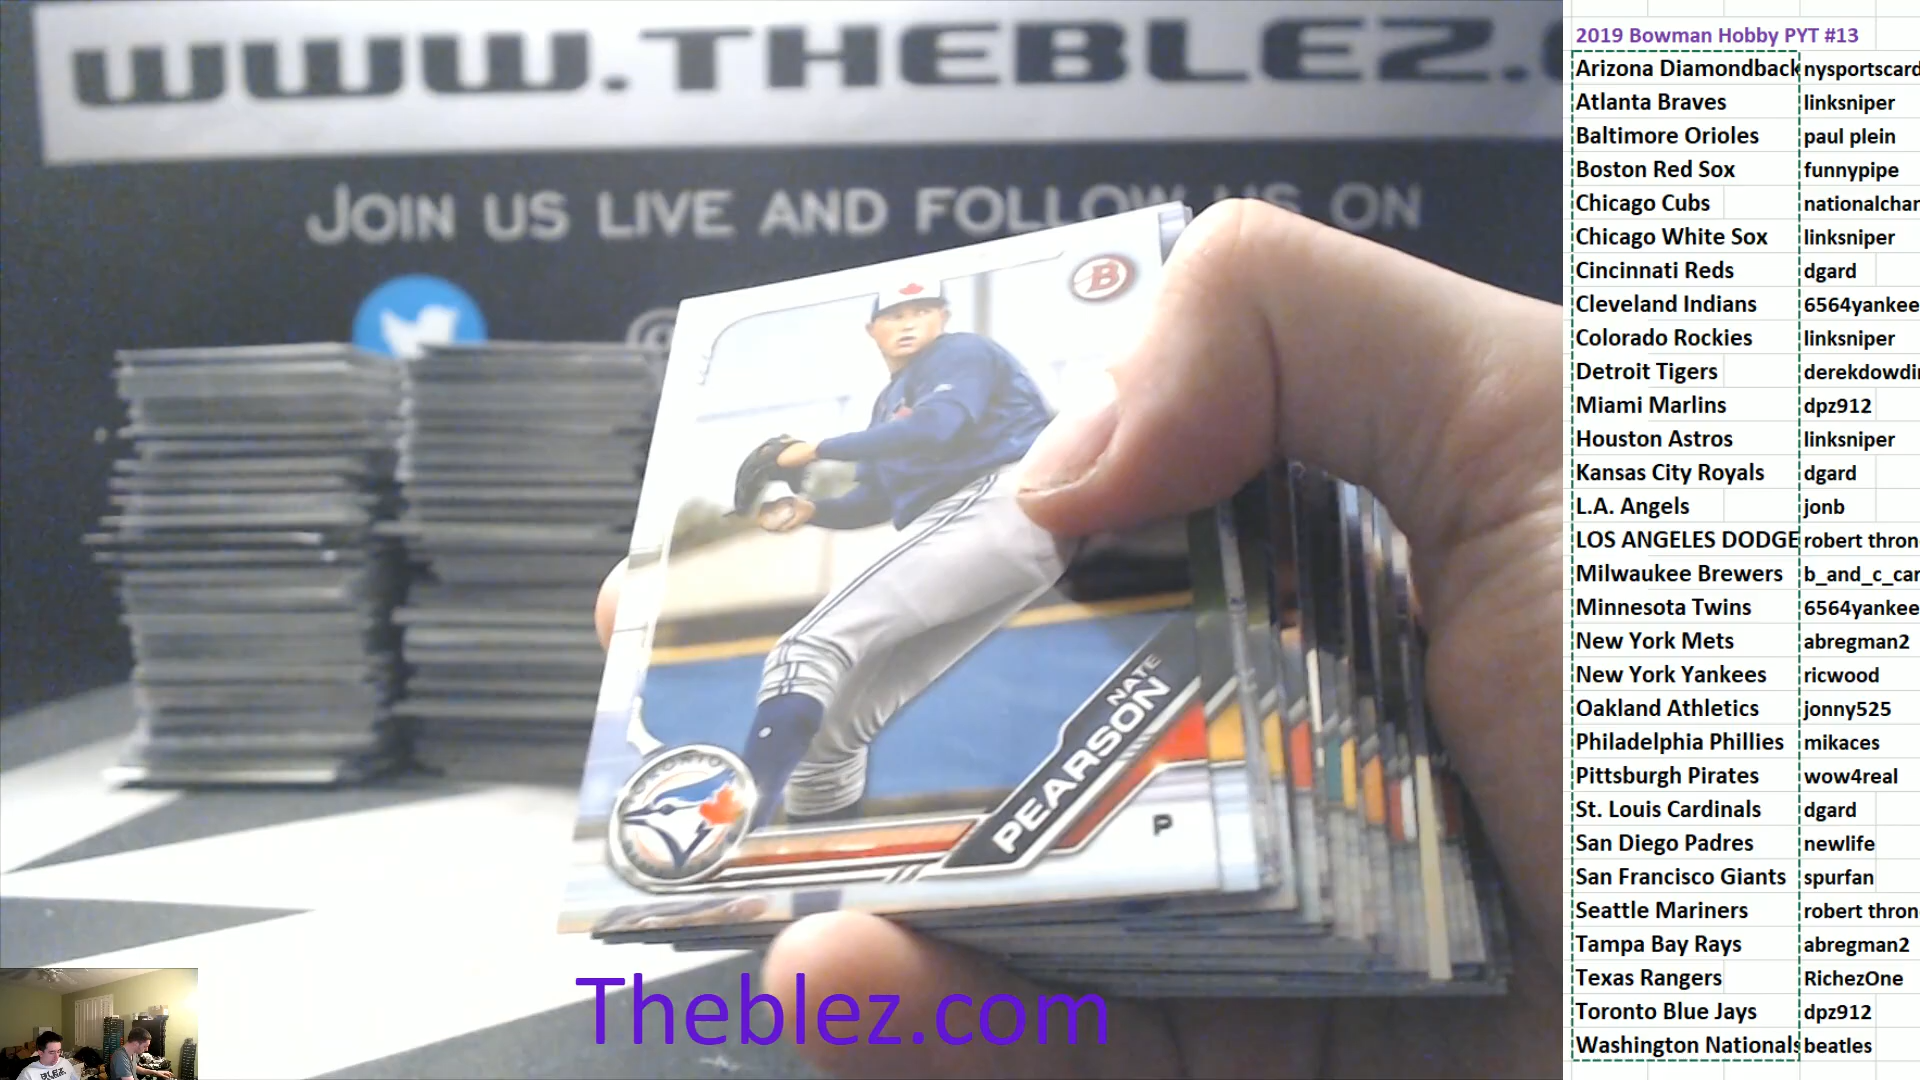 WWW.THEBLEZ.
JOIN US LIVE AND FOLLOW US ON
@
B
NATE
PEARSON
P
TORONTO
Theblez.com
2019 Bowman Hobby PYT #13
Arizona Diamondback nysportscard
Atlanta Braves linksniper
Baltimore Orioles paul plein
Boston Red Sox funnypipe
Chicago Cubs nationalchar
Chicago White Sox linksniper
Cincinnati Reds dgard
Cleveland Indians 6564yankee
Colorado Rockies linksniper
Detroit Tigers derekdowdin
Miami Marlins dpz912
Houston Astros linksniper
Kansas City Royals dgard
L.A. Angels jonb
LOS ANGELES DODGE robert thron
Milwaukee Brewers b_and_c_car
Minnesota Twins 6564yankee
New York Mets abregman2
New York Yankees ricwood
Oakland Athletics jonny525
Philadelphia Phillies mikaces
Pittsburgh Pirates wow4real
St. Louis Cardinals dgard
San Diego Padres newlife
San Francisco Giants spurfan
Seattle Mariners robert thron
Tampa Bay Rays abregman2
Texas Rangers RichezOne
Toronto Blue Jays dpz912
Washington Nationals beatles